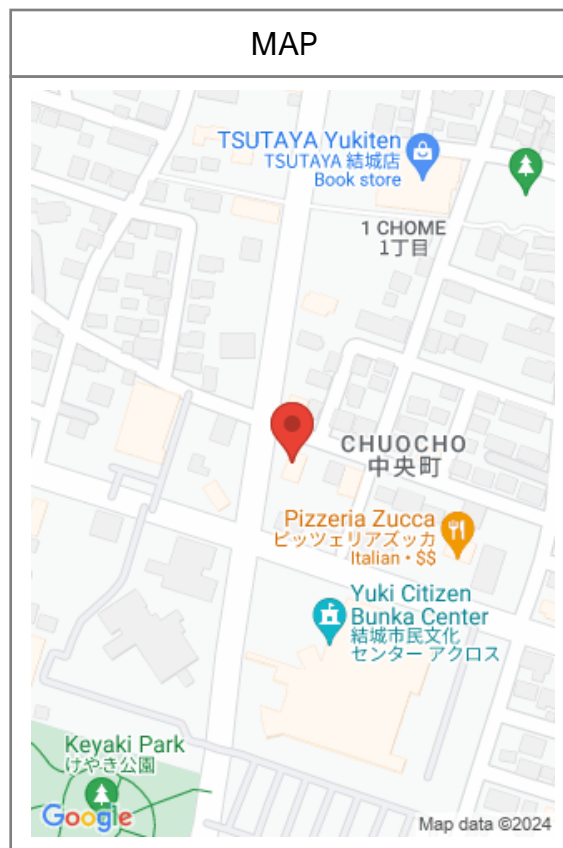 MAP
TSUTAYA Yukiten
TSUTAYA 結城店
Book store
1 CHOME
1丁目
CHUOCHO
中央町
Pizzeria Zucca
ピッツェリアズッカ
Italian • $$
Yuki Citizen
Bunka Center
結城市民文化
センター アクロス
Keyaki Park
けやき公園
Google
Map data ©2024